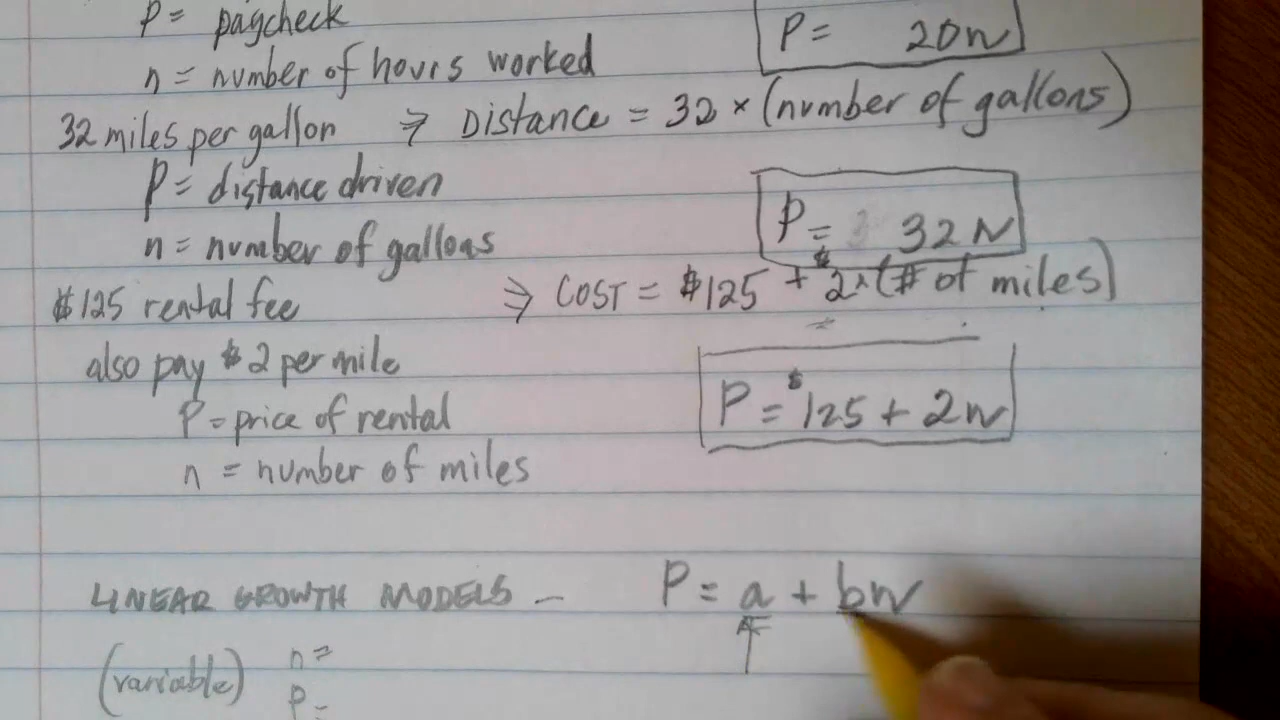 P = paycheck
P = 20n
n = number of hours worked
32 miles per gallon ⇒ Distance = 32 × (number of gallons)
P = distance driven
P = 32n
n = number of gallons
$125 rental fee ⇒ COST = $125 + $2 × (# of miles)
also pay $2 per mile
P = $125 + 2n
P = price of rental
n = number of miles
LINEAR GROWTH MODELS – P = a + bn
(variable) n =
P =